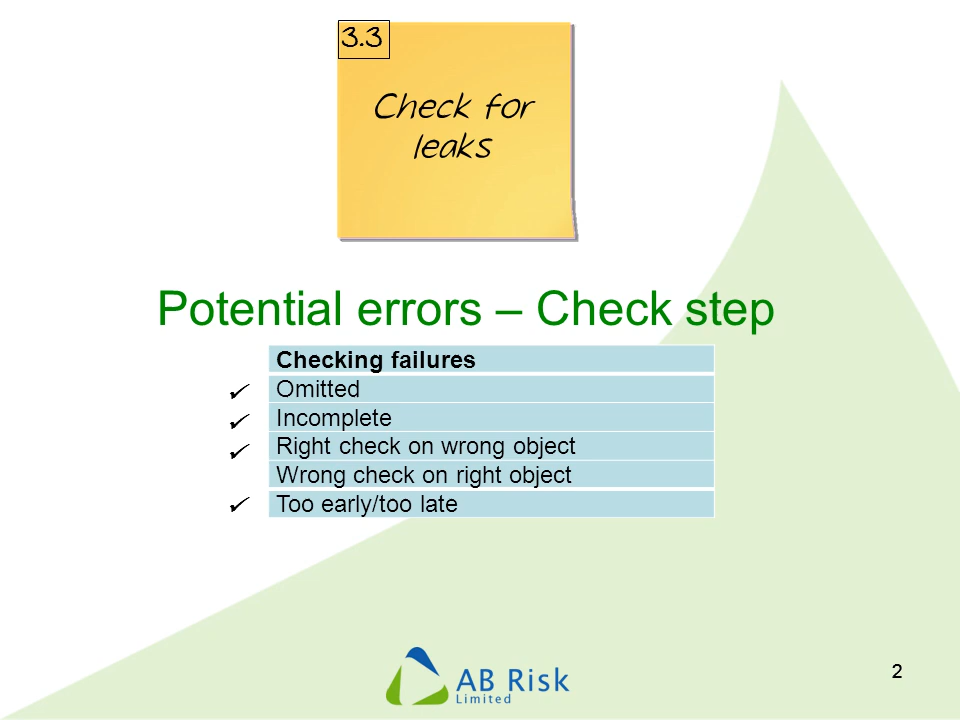 3.3
Check for
leaks
Potential errors – Check step
Checking failures
✓ Omitted
✓ Incomplete
✓ Right check on wrong object
Wrong check on right object
✓ Too early/too late
AB Risk
Limited
2